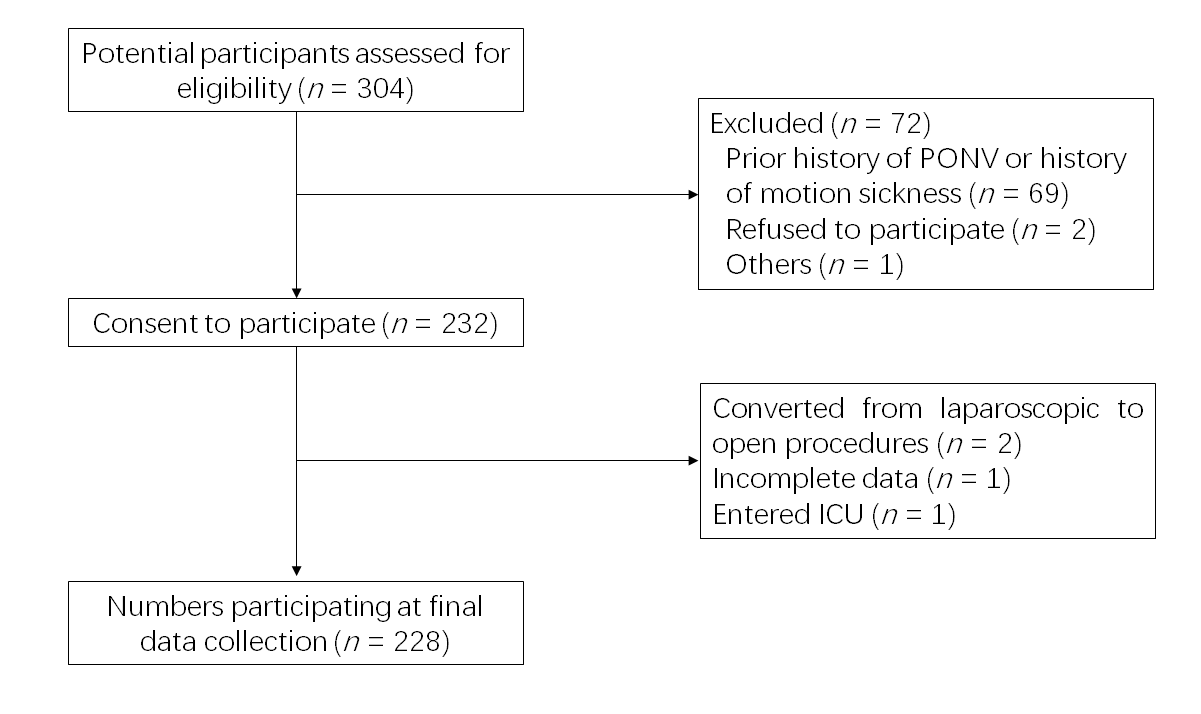 Potential participants assessed for
eligibility (n = 304)
Excluded (n = 72)
Prior history of PONV or history
of motion sickness (n = 69)
Refused to participate (n = 2)
Others (n = 1)
Consent to participate (n = 232)
Converted from laparoscopic to
open procedures (n = 2)
Incomplete data (n = 1)
Entered ICU (n = 1)
Numbers participating at final
data collection (n = 228)